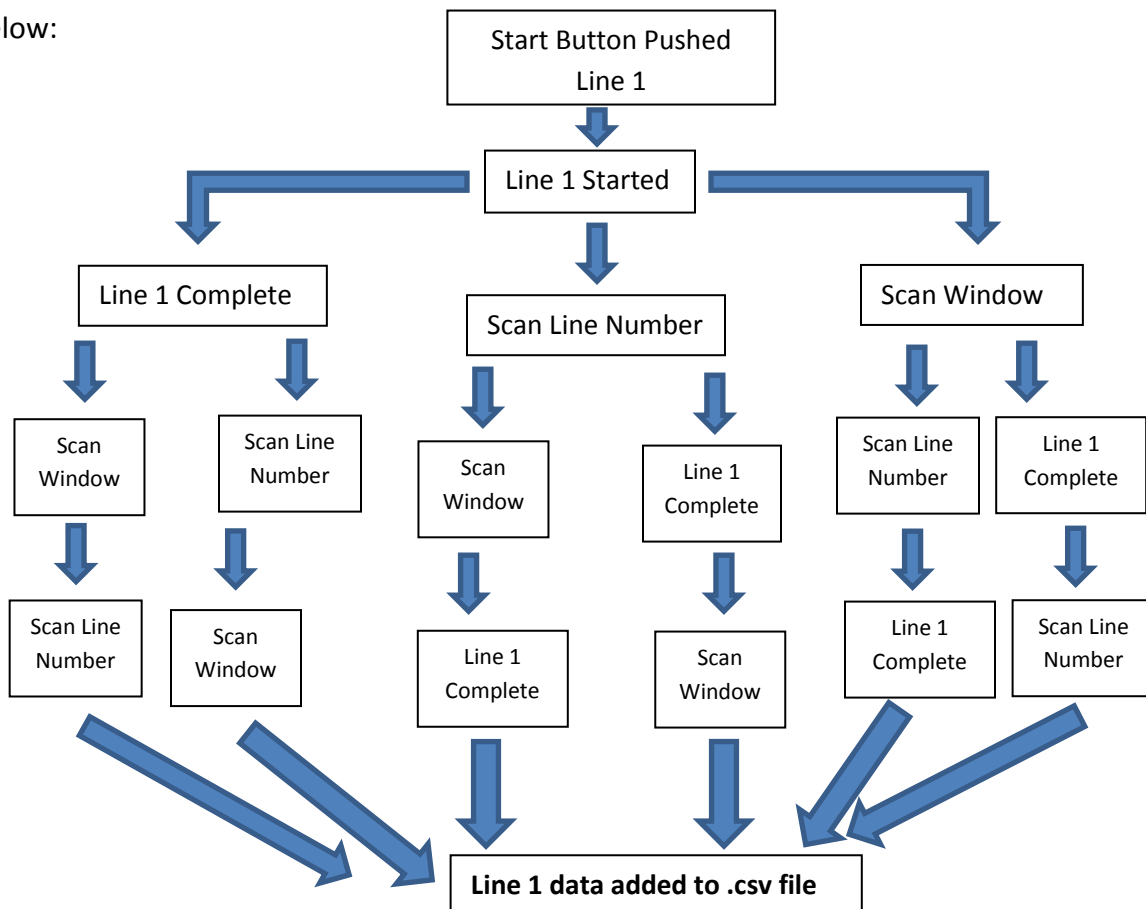 low:
Start Button Pushed
Line 1
Line 1 Started
Line 1 Complete
Scan Line Number
Scan Window
Scan
Window
Scan Line
Number
Scan
Window
Line 1
Complete
Scan Line
Number
Line 1
Complete
Scan Line
Number
Scan
Window
Line 1
Complete
Scan
Window
Line 1
Complete
Scan Line
Number
Line 1 data added to .csv file